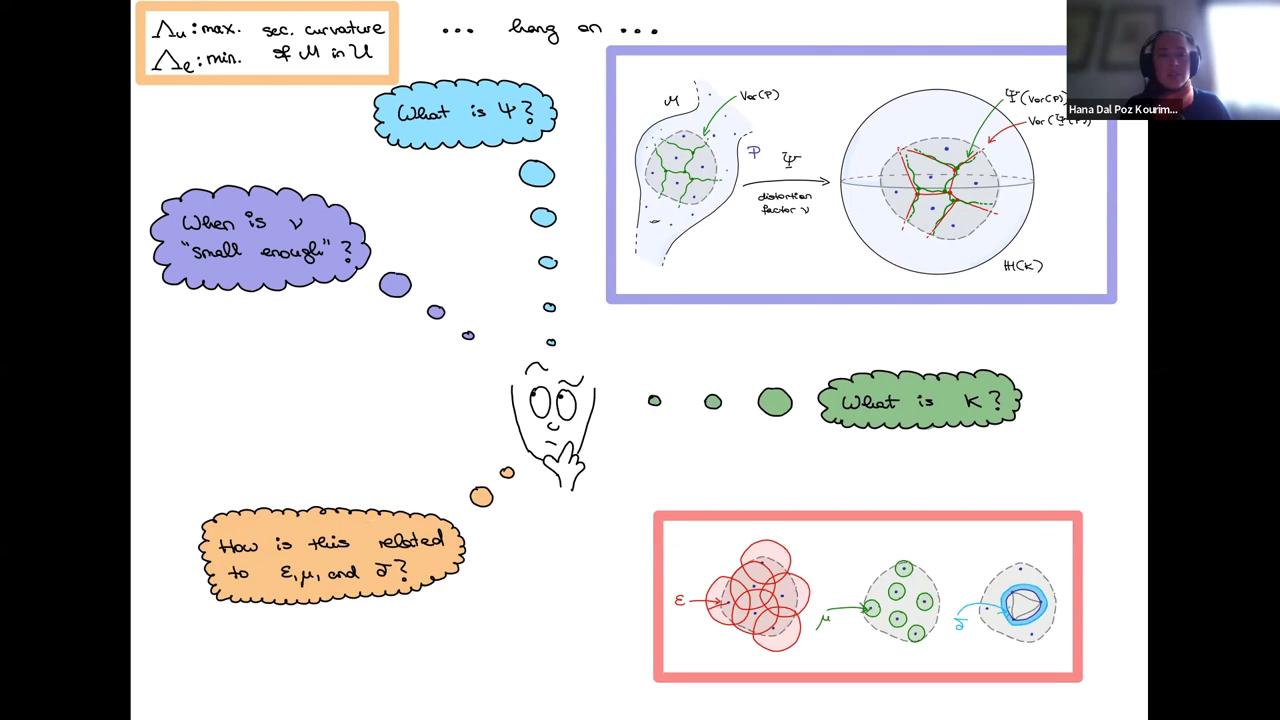 Λu: max. sec. curvature
Λℓ: min. of M in U
... hang on ...
What is Ψ?
When is ν
"small enough"?
M
Vor(P)
P
Ψ
distortion
factor ν
Ψ(Vor(P))
Vor(Ψ(P))
ℍ(K)
Hana Dal Poz Kourim...
What is K?
How is this related
to ε, μ, and δ?
ε
μ
δ